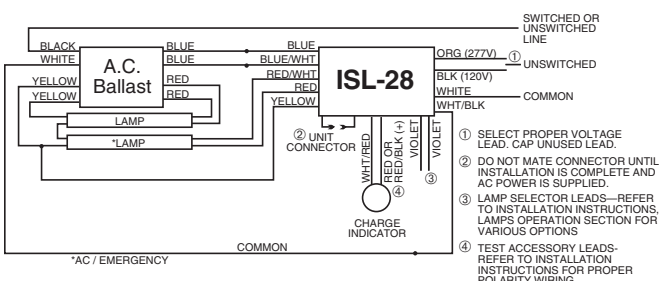 SWITCHED OR
UNSWITCHED
LINE
BLACK
WHITE
BLUE
BLUE
BLUE
BLUE/WHT
RED/WHT
RED
YELLOW
A.C.
Ballast
YELLOW
YELLOW
RED
RED
LAMP
*LAMP
ISL-28
ORG (277V)
①
UNSWITCHED
BLK (120V)
WHITE
COMMON
WHT/BLK
② UNIT
CONNECTOR
WHT/RED
RED OR
RED/BLK (+)
VIOLET
VIOLET
③
④
CHARGE
INDICATOR
COMMON
*AC / EMERGENCY
① SELECT PROPER VOLTAGE
LEAD. CAP UNUSED LEAD.
② DO NOT MATE CONNECTOR UNTIL
INSTALLATION IS COMPLETE AND
AC POWER IS SUPPLIED.
③ LAMP SELECTOR LEADS—REFER
TO INSTALLATION INSTRUCTIONS,
LAMPS OPERATION SECTION FOR
VARIOUS OPTIONS
④ TEST ACCESSORY LEADS-
REFER TO INSTALLATION
INSTRUCTIONS FOR PROPER
POLARITY WIRING